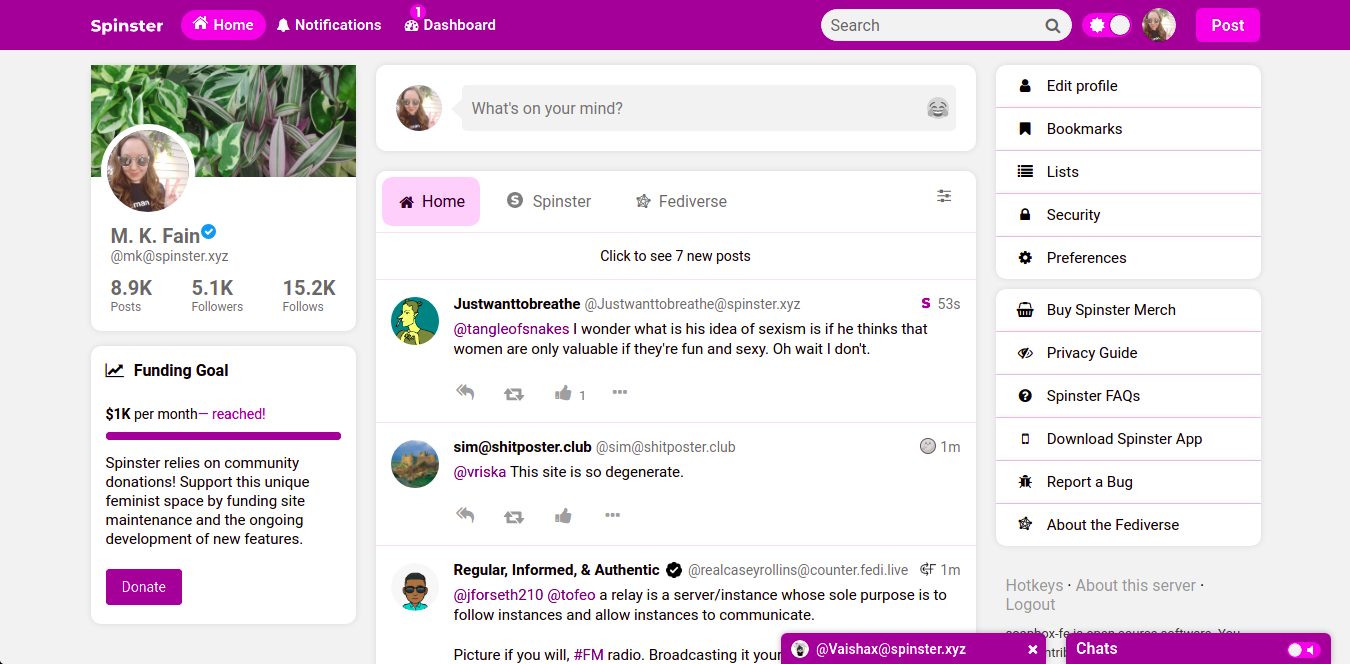 Spinster
Home
Notifications
1
Dashboard
Search
Post
man
M. K. Fain
@mk@spinster.xyz
8.9K
5.1K
15.2K
Posts
Followers
Follows
Funding Goal
$1K per month— reached!
Spinster relies on community
donations! Support this unique
feminist space by funding site
maintenance and the ongoing
development of new features.
Donate
What's on your mind?
Home
Spinster
Fediverse
Click to see 7 new posts
Justwanttobreathe @Justwanttobreathe@spinster.xyz
S 53s
@tangleofsnakes I wonder what is his idea of sexism is if he thinks that
women are only valuable if they're fun and sexy. Oh wait I don't.
1
sim@shitposter.club @sim@shitposter.club
1m
@vriska This site is so degenerate.
Regular, Informed, & Authentic @realcaseyrollins@counter.fedi.live
CF 1m
@jforseth210 @tofeo a relay is a server/instance whose sole purpose is to
follow instances and allow instances to communicate.
Picture if you will, #FM radio. Broadcasting it your
Edit profile
Bookmarks
Lists
Security
Preferences
Buy Spinster Merch
Privacy Guide
Spinster FAQs
Download Spinster App
Report a Bug
About the Fediverse
Hotkeys · About this server ·
Logout
soapbox-fe is open source software. You
@Vaishax@spinster.xyz
Chats